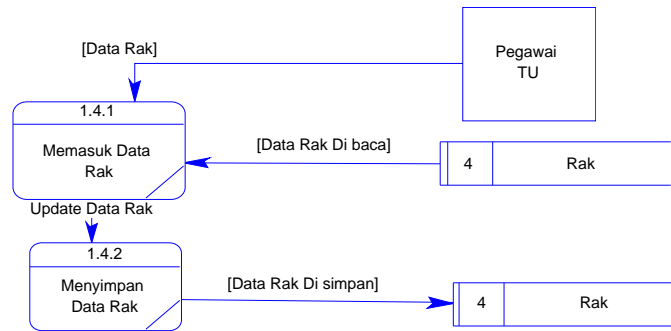 [Data Rak]
Pegawai
TU
1.4.1
Memasuk Data
Rak
[Data Rak Di baca]
4
Rak
Update Data Rak
1.4.2
Menyimpan
Data Rak
[Data Rak Di simpan]
4
Rak